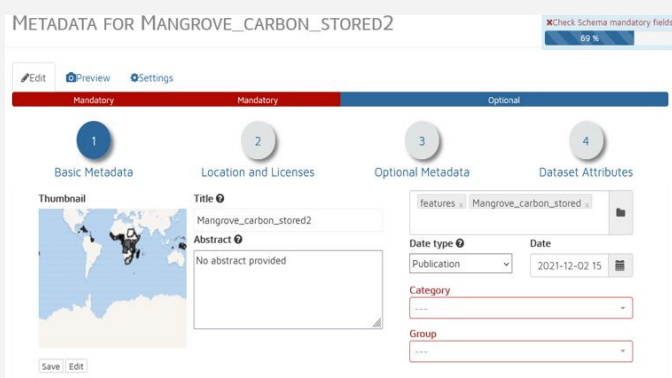 METADATA FOR MANGROVE_CARBON_STORED2
Check Schema mandatory fields
69 %
Edit Preview Settings
Mandatory Mandatory Optional
1 2 3 4
Basic Metadata Location and Licenses Optional Metadata Dataset Attributes
Thumbnail Title features x Mangrove_carbon_stored x
Mangrove_carbon_stored2
Abstract Date type Date
No abstract provided Publication 2021-12-02 15
Category
---
Group
---
Save Edit